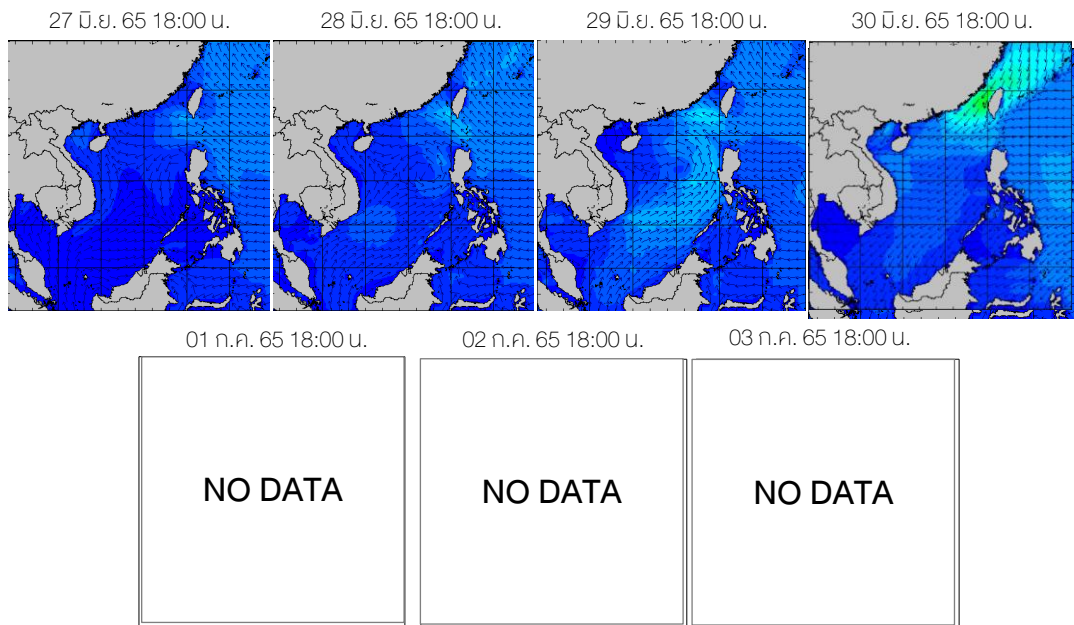 27 มิ.ย. 65 18:00 น.
28 มิ.ย. 65 18:00 น.
29 มิ.ย. 65 18:00 น.
30 มิ.ย. 65 18:00 น.
01 ก.ค. 65 18:00 น.
02 ก.ค. 65 18:00 น.
03 ก.ค. 65 18:00 น.
NO DATA
NO DATA
NO DATA